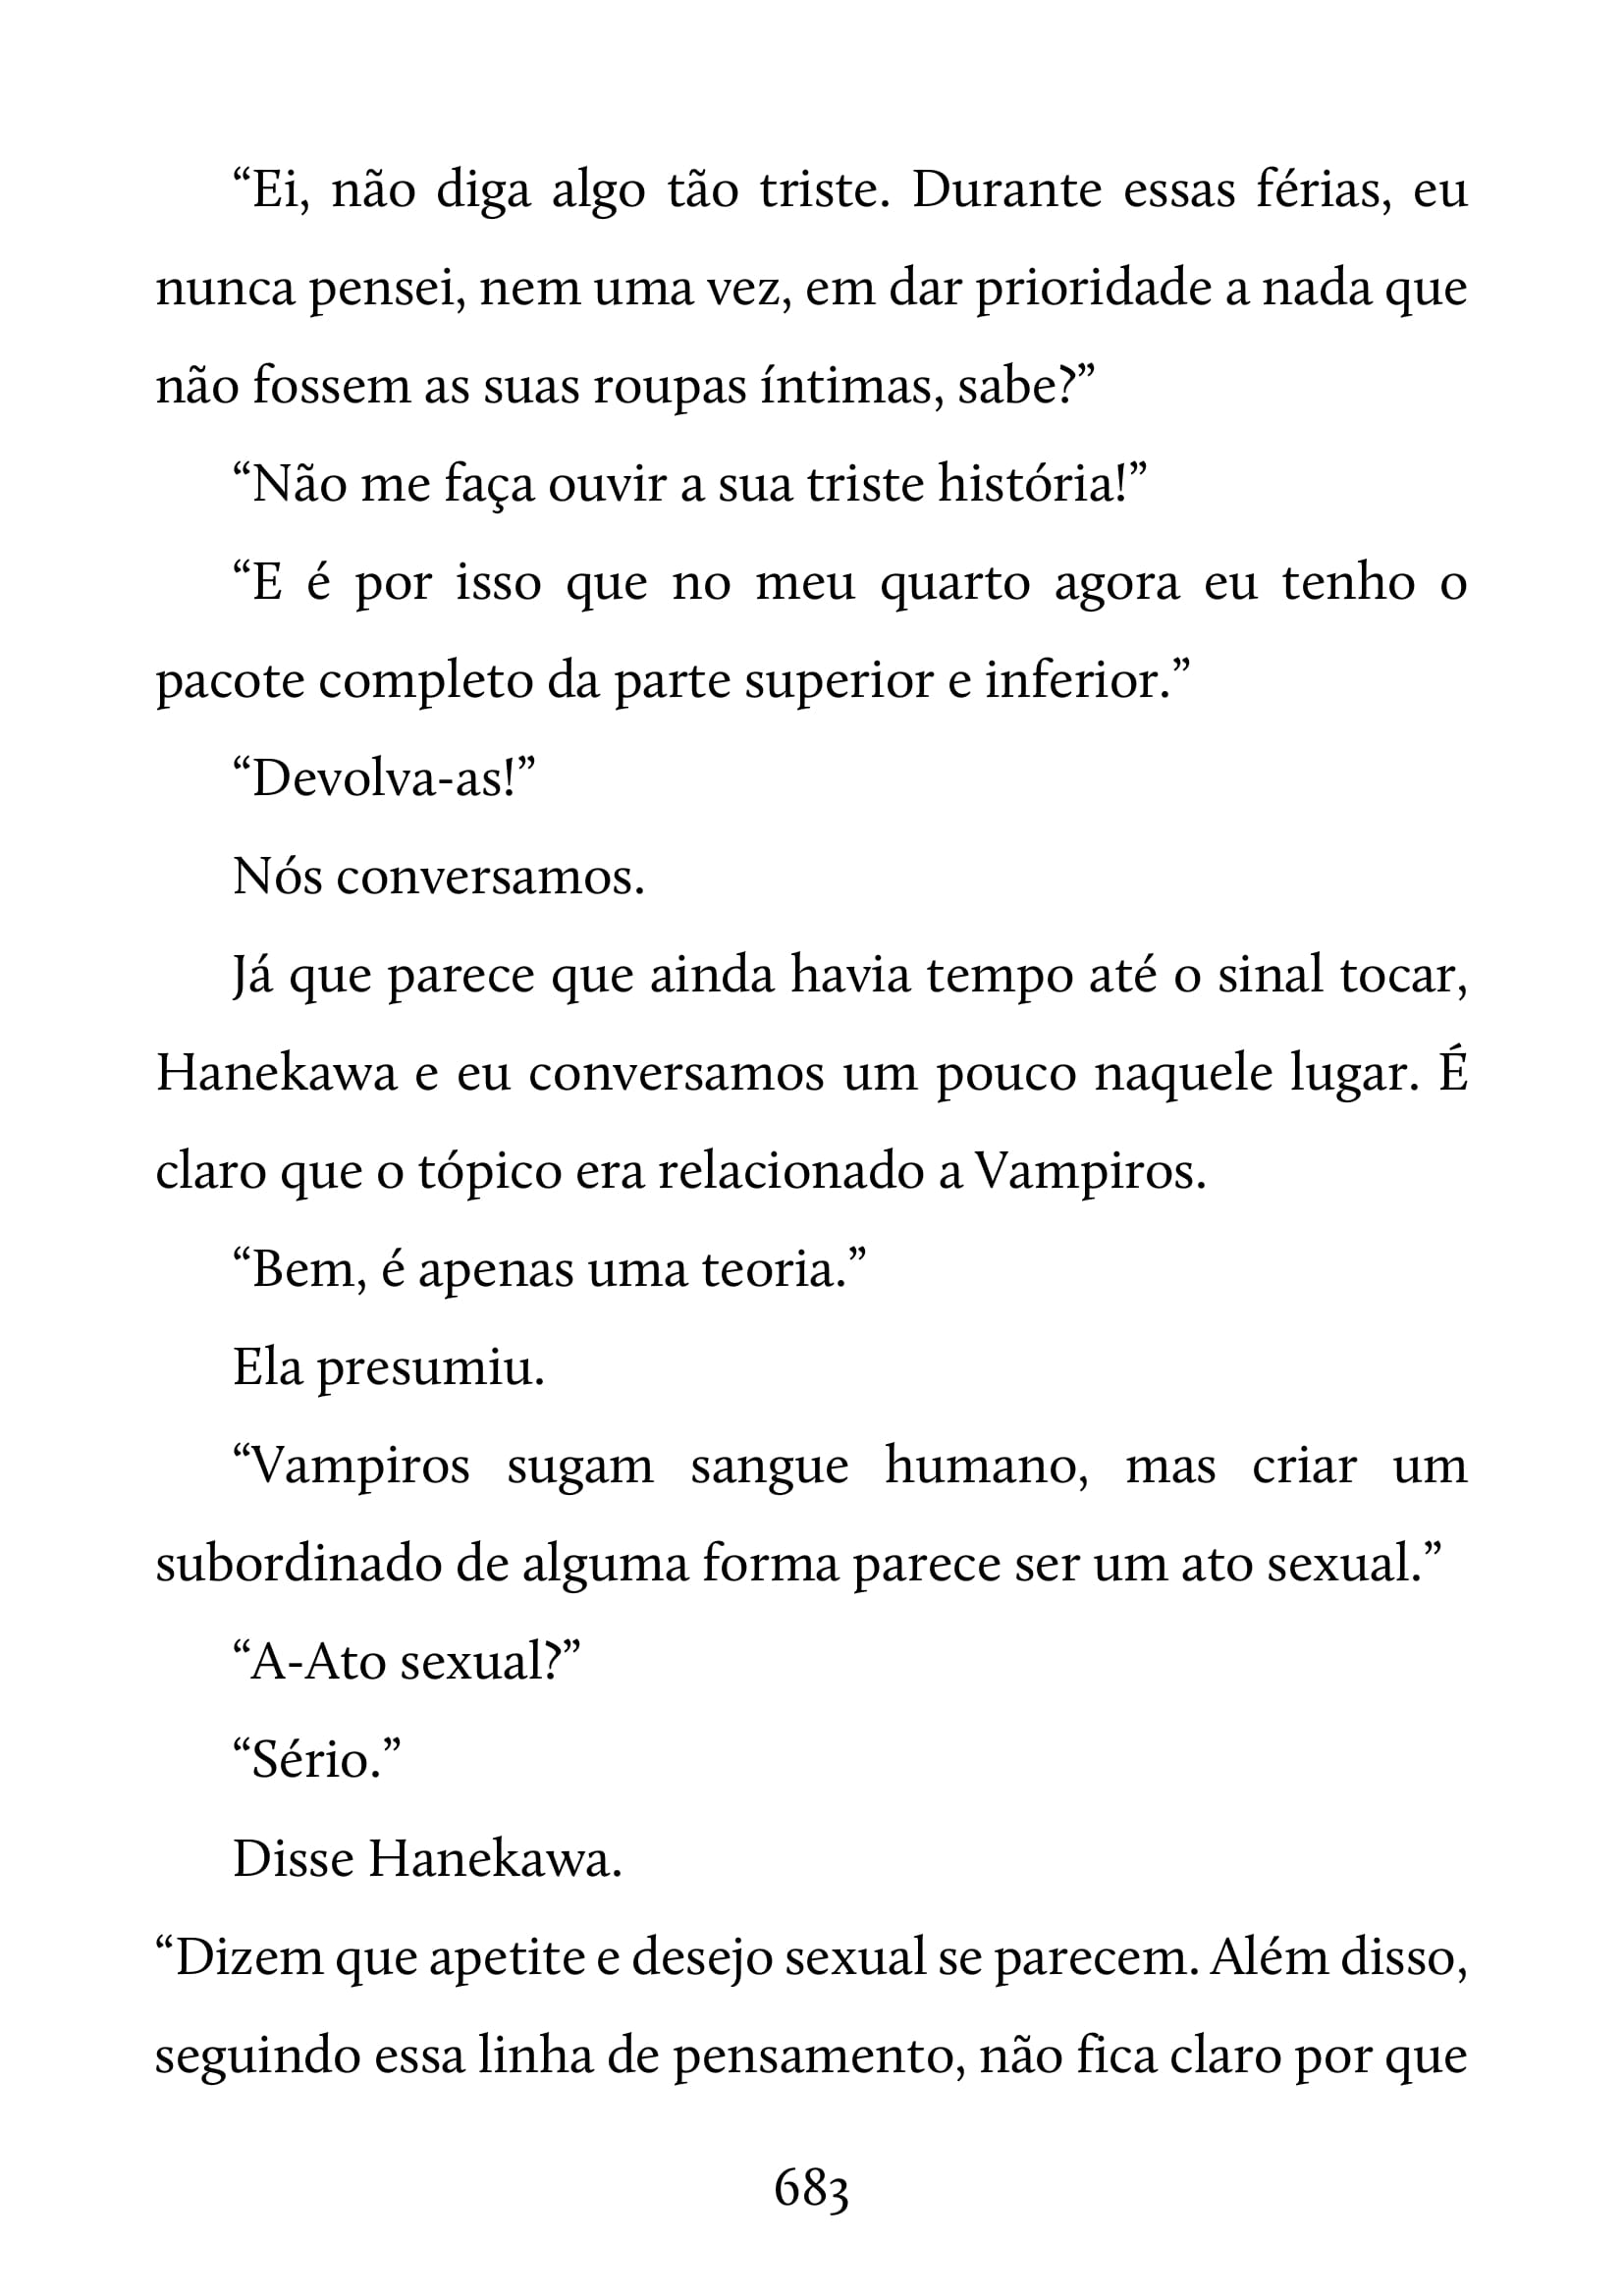 “Ei, não diga algo tão triste. Durante essas férias, eu
nunca pensei, nem uma vez, em dar prioridade a nada que
não fossem as suas roupas íntimas, sabe?”
“Não me faça ouvir a sua triste história!”
“E é por isso que no meu quarto agora eu tenho o
pacote completo da parte superior e inferior.”
“Devolva-as!”
Nós conversamos.
Já que parece que ainda havia tempo até o sinal tocar,
Hanekawa e eu conversamos um pouco naquele lugar. É
claro que o tópico era relacionado a Vampiros.
“Bem, é apenas uma teoria.”
Ela presumiu.
“Vampiros sugam sangue humano, mas criar um
subordinado de alguma forma parece ser um ato sexual.”
“A-Ato sexual?”
“Sério.”
Disse Hanekawa.
“Dizem que apetite e desejo sexual se parecem. Além disso,
seguindo essa linha de pensamento, não fica claro por que
683